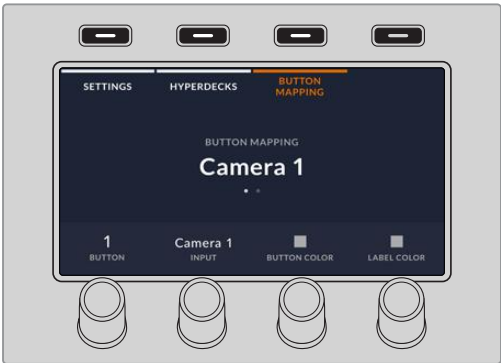 SETTINGS
HYPERDECKS
BUTTON
MAPPING
BUTTON MAPPING
Camera 1
1
BUTTON
Camera 1
INPUT
BUTTON COLOR
LABEL COLOR